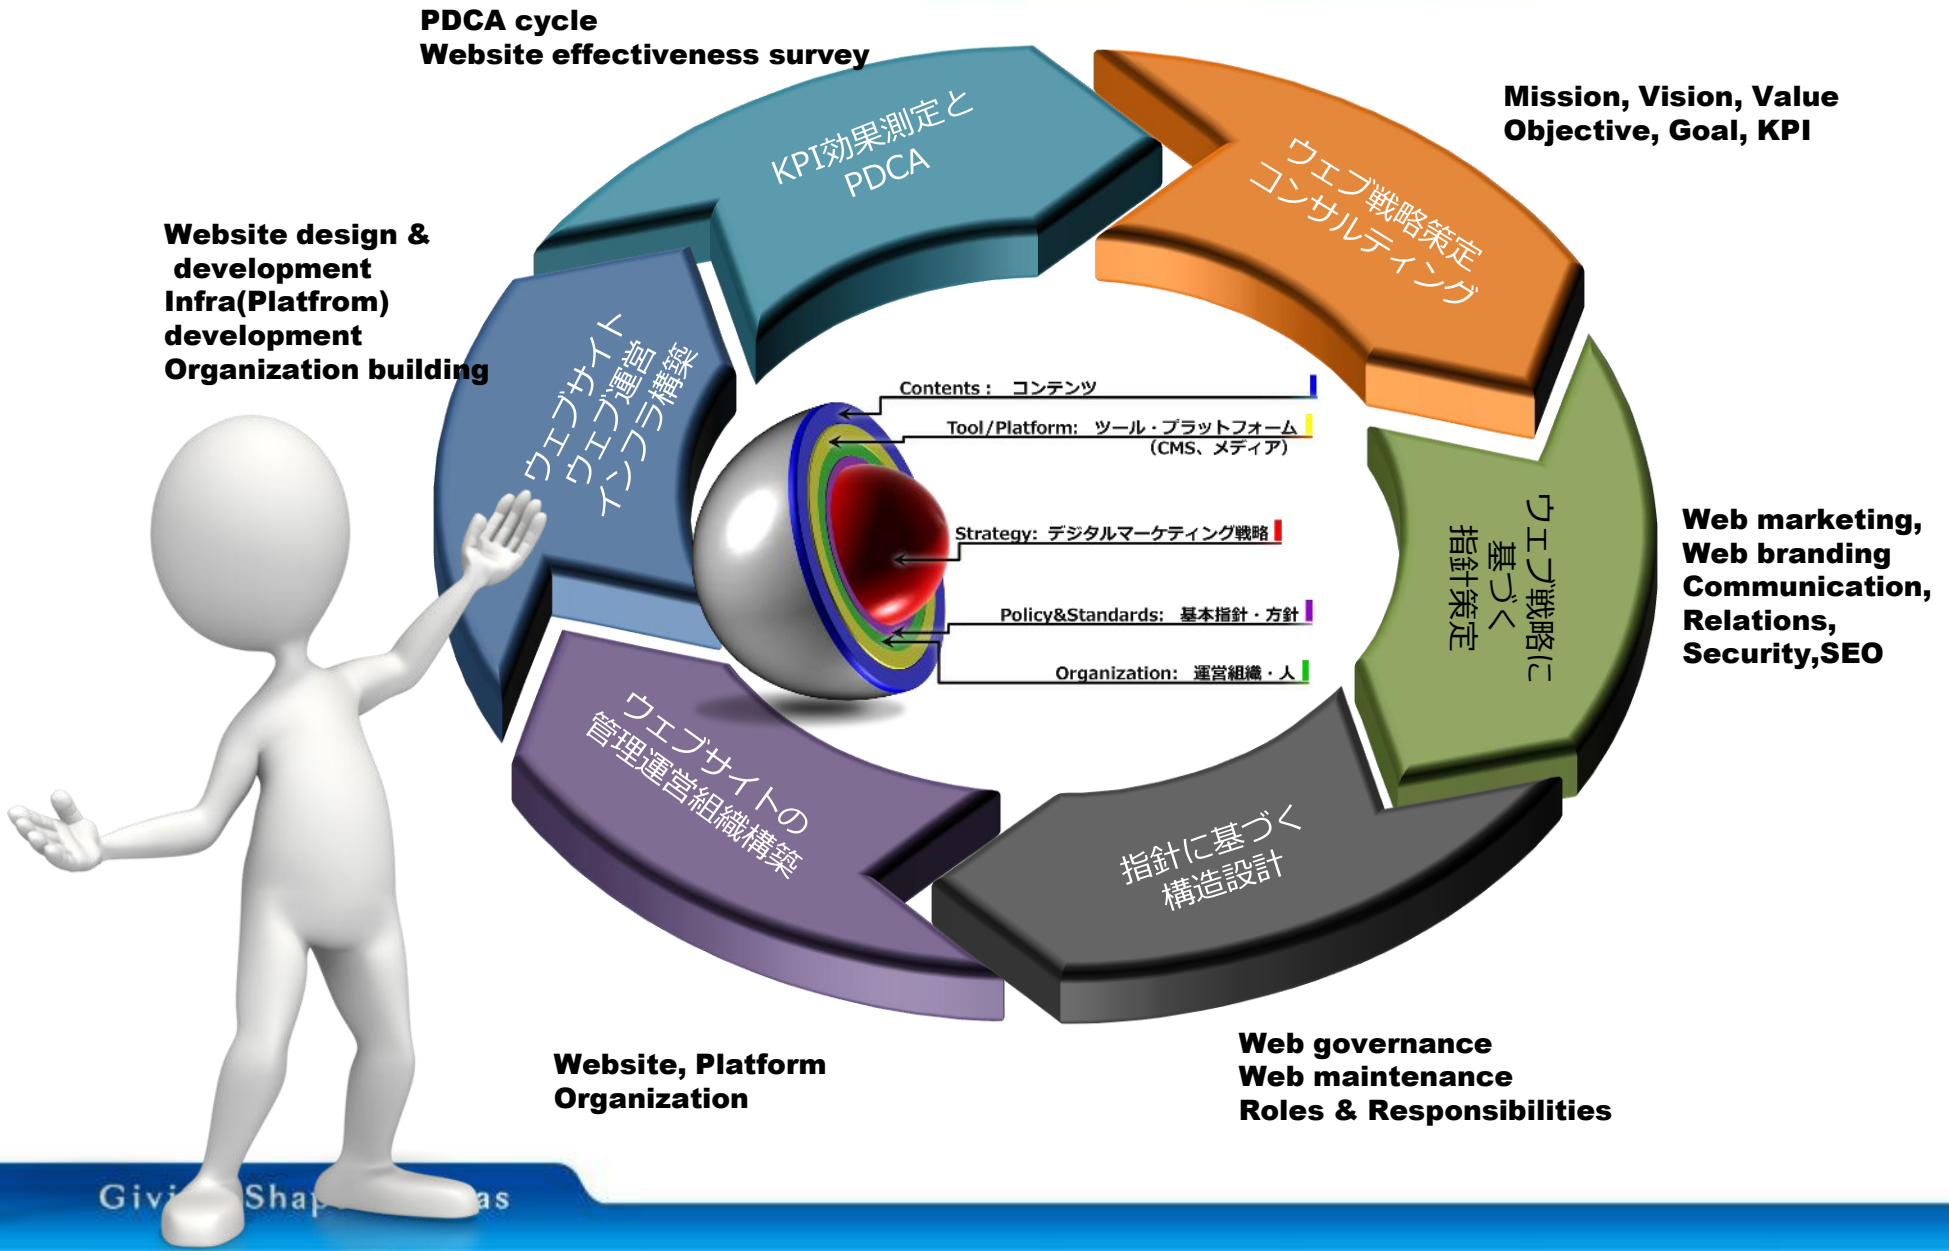 PDCA cycle
Website effectiveness survey
Mission, Vision, Value
Objective, Goal, KPI
KPI効果測定と
PDCA
ウェブ戦略策定
コンサルティング
Website design &
development
Infra(Platfrom)
development
Organization building
ウェブサイト
ウェブ運営
インフラ構築
Contents： コンテンツ
Tool/Platform: ツール・プラットフォーム
（CMS、メディア）
Strategy: デジタルマーケティング戦略
Policy&Standards: 基本指針・方針
Organization: 運営組織・人
ウェブ戦略に
基づく
指針策定
Web marketing,
Web branding
Communication,
Relations,
Security,SEO
ウェブサイトの
管理運営組織構築
指針に基づく
構造設計
Website, Platform
Organization
Web governance
Web maintenance
Roles & Responsibilities